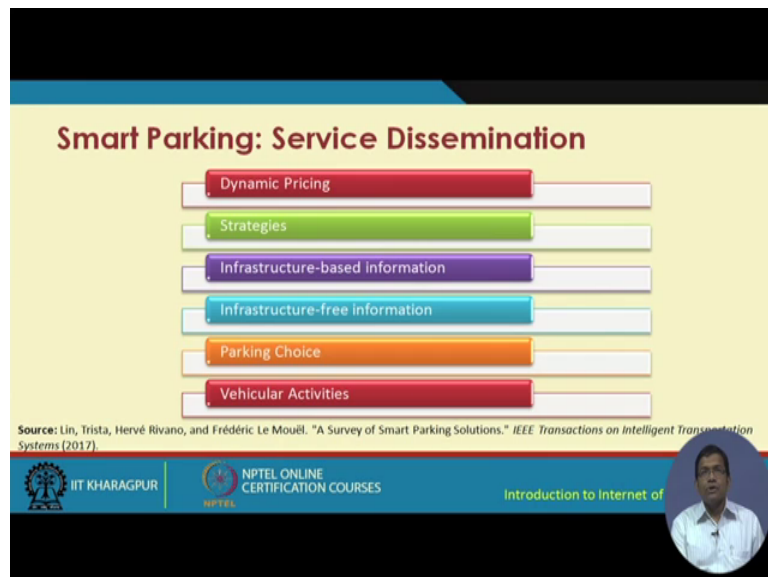 Smart Parking: Service Dissemination
Dynamic Pricing
Strategies
Infrastructure-based information
Infrastructure-free information
Parking Choice
Vehicular Activities
Source: Lin, Trista, Hervé Rivano, and Frédéric Le Mouël. "A Survey of Smart Parking Solutions." IEEE Transactions on Intelligent Transportation
Systems (2017).
IIT KHARAGPUR
NPTEL
NPTEL ONLINE
CERTIFICATION COURSES
Introduction to Internet of